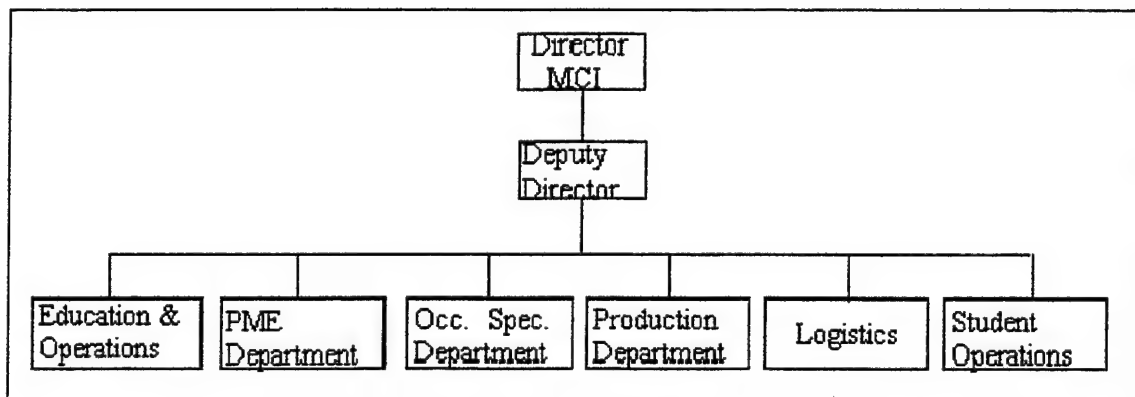 Director
MCI
Deputy
Director
Education &
Operations
PME
Department
Occ. Spec.
Department
Production
Department
Logistics
Student
Operations